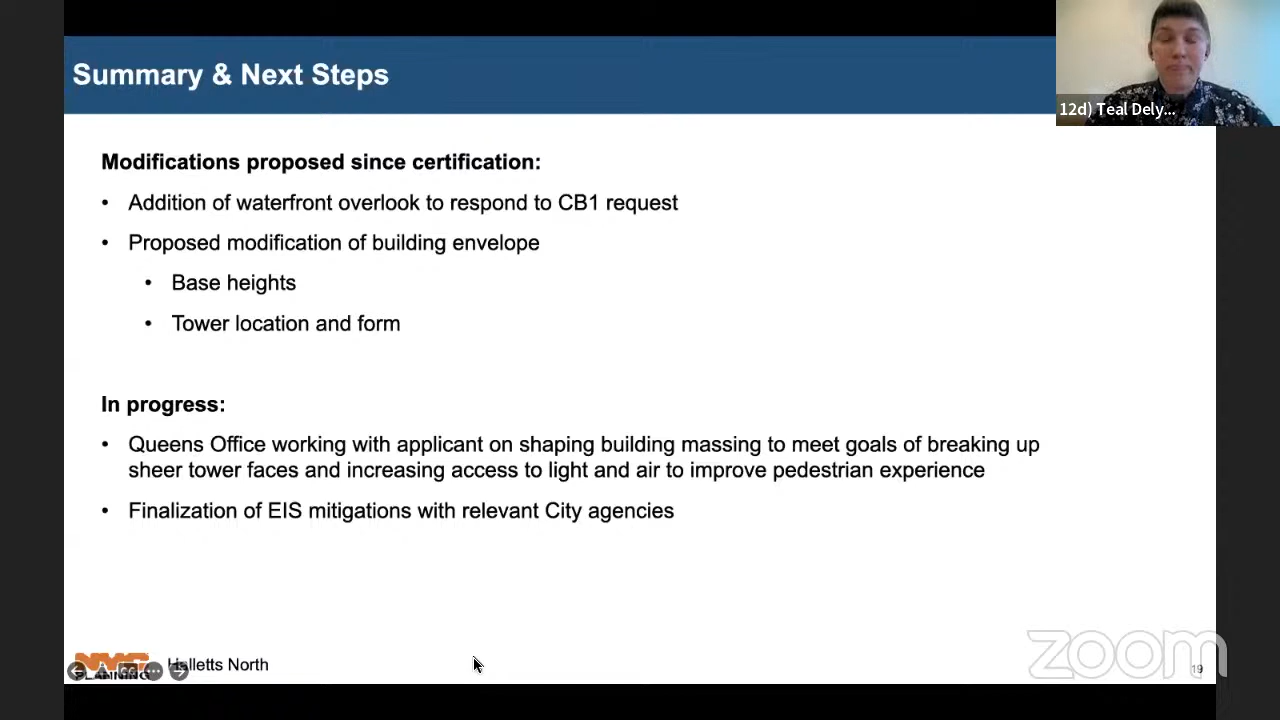 Summary & Next Steps
12d) Teal Dely...
Modifications proposed since certification:
• Addition of waterfront overlook to respond to CB1 request
• Proposed modification of building envelope
• Base heights
• Tower location and form
In progress:
• Queens Office working with applicant on shaping building massing to meet goals of breaking up
sheer tower faces and increasing access to light and air to improve pedestrian experience
• Finalization of EIS mitigations with relevant City agencies
NYC
PLANNING
Halletts North
zoom
19